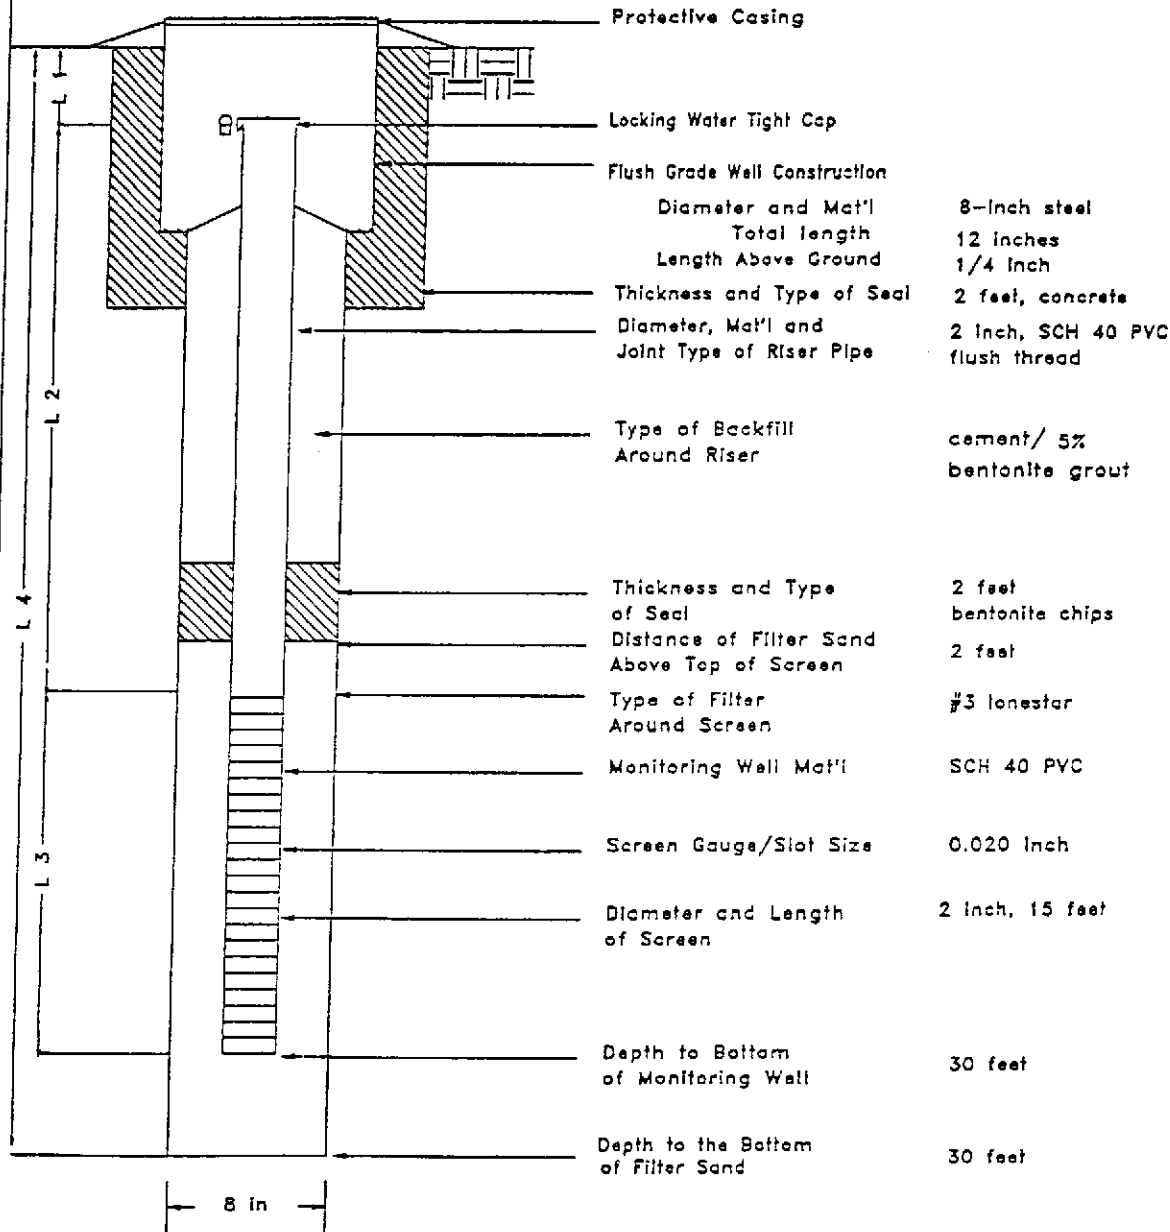 Protective Casing
L 1
Locking Water Tight Cap
Flush Grade Well Construction
Diameter and Mat'l 8-inch steel
Total length 12 inches
Length Above Ground 1/4 inch
Thickness and Type of Seal 2 feet, concrete
Diameter, Mat'l and 2 inch, SCH 40 PVC
Joint Type of Riser Pipe flush thread
L 2
Type of Backfill cement/ 5%
Around Riser bentonite grout
L 4
Thickness and Type 2 feet
of Seal bentonite chips
Distance of Filter Sand 2 feet
Above Top of Screen
Type of Filter #3 lonestar
Around Screen
Monitoring Well Mat'l SCH 40 PVC
L 3
Screen Gauge/Slot Size 0.020 inch
Diameter and Length 2 inch, 15 feet
of Screen
Depth to Bottom 30 feet
of Monitoring Well
Depth to the Bottom 30 feet
of Filter Sand
8 in